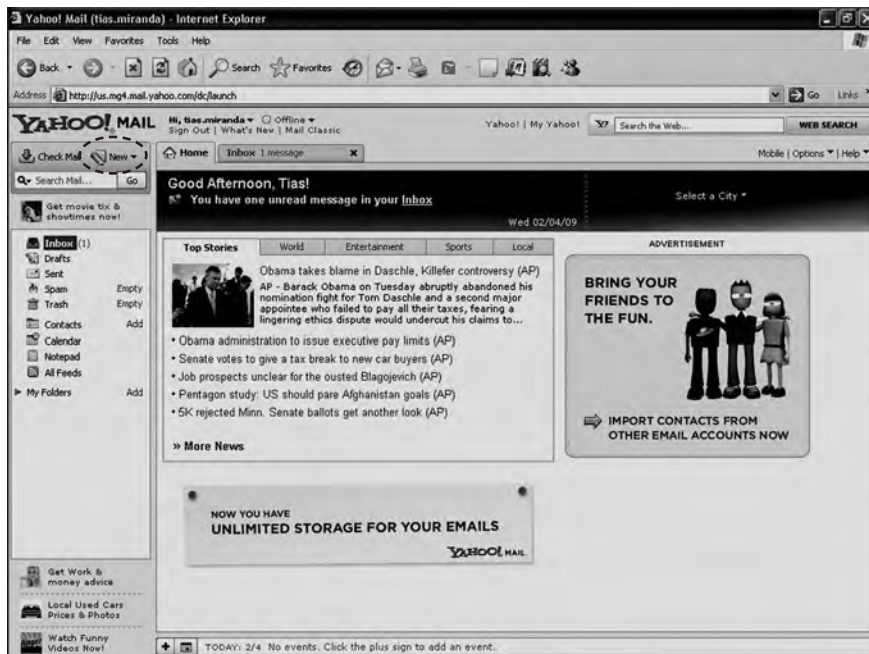 Yahoo! Mail (tias.miranda) - Internet Explorer
File Edit View Favorites Tools Help
Back Search Favorites
Address http://us.mg4.mail.yahoo.com/dc/launch Go Links
YAHOO! MAIL
Hi, tias.miranda Offline
Sign Out | What's New | Mail Classic
Yahoo! | My Yahoo! Y! Search the Web... WEB SEARCH
Check Mail New
Home Inbox 1 message x Mobile | Options | Help
Search Mail... Go
Get movie tix &
showtimes now!
Inbox (1)
Drafts
Sent
Spam Empty
Trash Empty
Contacts Add
Calendar
Notepad
All Feeds
My Folders Add
Get Work &
money advice
Local Used Cars
Prices & Photos
Watch Funny
Videos Now!
Good Afternoon, Tias!
You have one unread message in your Inbox
Wed 02/04/09
Select a City
Top Stories World Entertainment Sports Local
Obama takes blame in Daschle, Killefer controversy (AP)
AP - Barack Obama on Tuesday abruptly abandoned his
nomination fight for Tom Daschle and a second major
appointee who failed to pay all their taxes, fearing a
lingering ethics dispute would undercut his claims to...
• Obama administration to issue executive pay limits (AP)
• Senate votes to give a tax break to new car buyers (AP)
• Job prospects unclear for the ousted Blagojevich (AP)
• Pentagon study: US should pare Afghanistan goals (AP)
• 5K rejected Minn. Senate ballots get another look (AP)
» More News
ADVERTISEMENT
BRING YOUR
FRIENDS TO
THE FUN.
IMPORT CONTACTS FROM
OTHER EMAIL ACCOUNTS NOW
NOW YOU HAVE
UNLIMITED STORAGE FOR YOUR EMAILS
YAHOO! MAIL
TODAY: 2/4 No events. Click the plus sign to add an event.